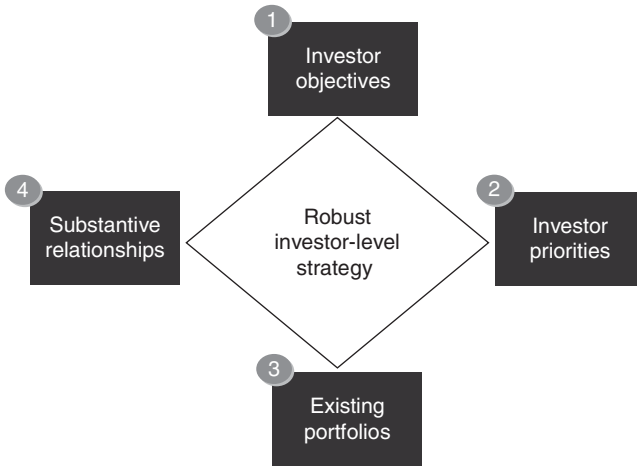 1
Investor
objectives
4
Substantive
relationships
Robust
investor-level
strategy
2
Investor
priorities
3
Existing
portfolios